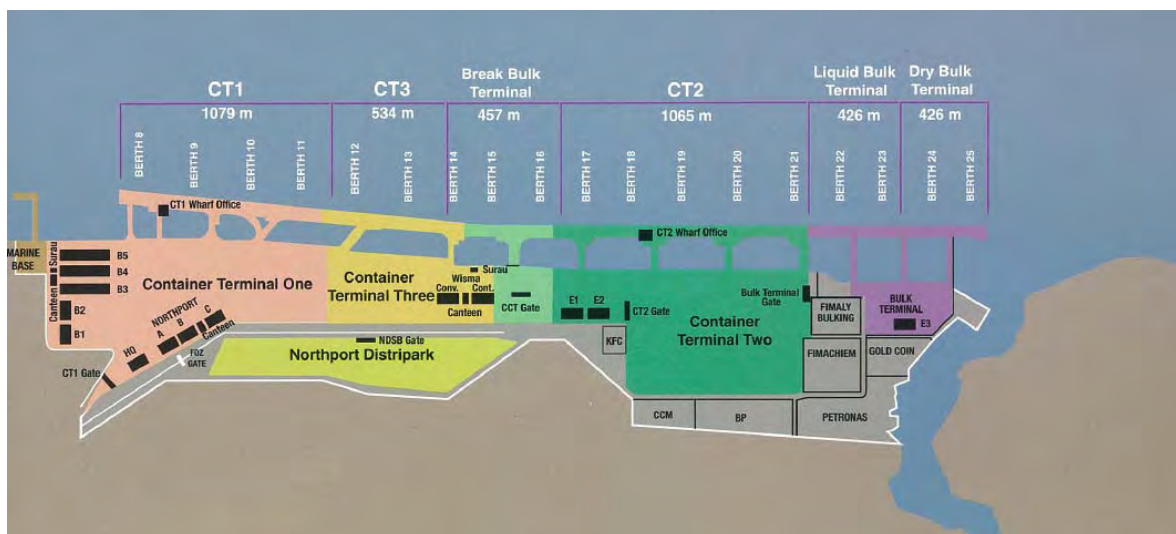 CT1
1079 m
CT3
534 m
Break Bulk
Terminal
457 m
CT2
1065 m
Liquid Bulk
Terminal
426 m
Dry Bulk
Terminal
426 m
BERTH 8
BERTH 9
BERTH 10
BERTH 11
BERTH 12
BERTH 13
BERTH 14
BERTH 15
BERTH 16
BERTH 17
BERTH 18
BERTH 19
BERTH 20
BERTH 21
BERTH 22
BERTH 23
BERTH 24
BERTH 25
CT1 Wharf Office
CT2 Wharf Office
MARINE
BASE
Surau
Canteen
B5
B4
B3
B2
B1
Container Terminal One
NORTHPORT
A
B
C
Canteen
HQ
FOZ
GATE
CT1 Gate
Container
Terminal Three
Surau
Wisma
Conv.
Cont.
Canteen
CCT Gate
NDSB Gate
Northport Distripark
E1
E2
CT2 Gate
KFC
Container
Terminal Two
Bulk Terminal
Gate
FIMALY
BULKING
BULK
TERMINAL
E3
FIMACHIEM
GOLD COIN
CCM
BP
PETRONAS